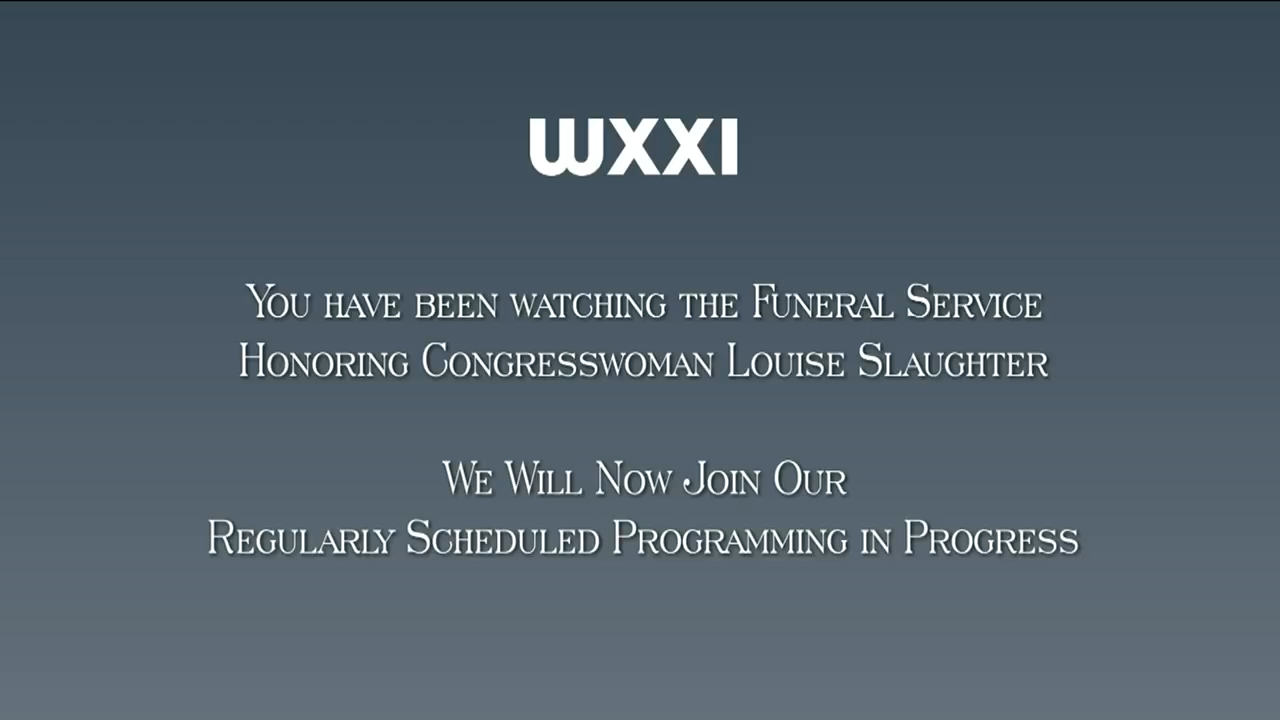 WXXI
You have been watching the Funeral Service
Honoring Congresswoman Louise Slaughter
We Will Now Join Our
Regularly Scheduled Programming in Progress